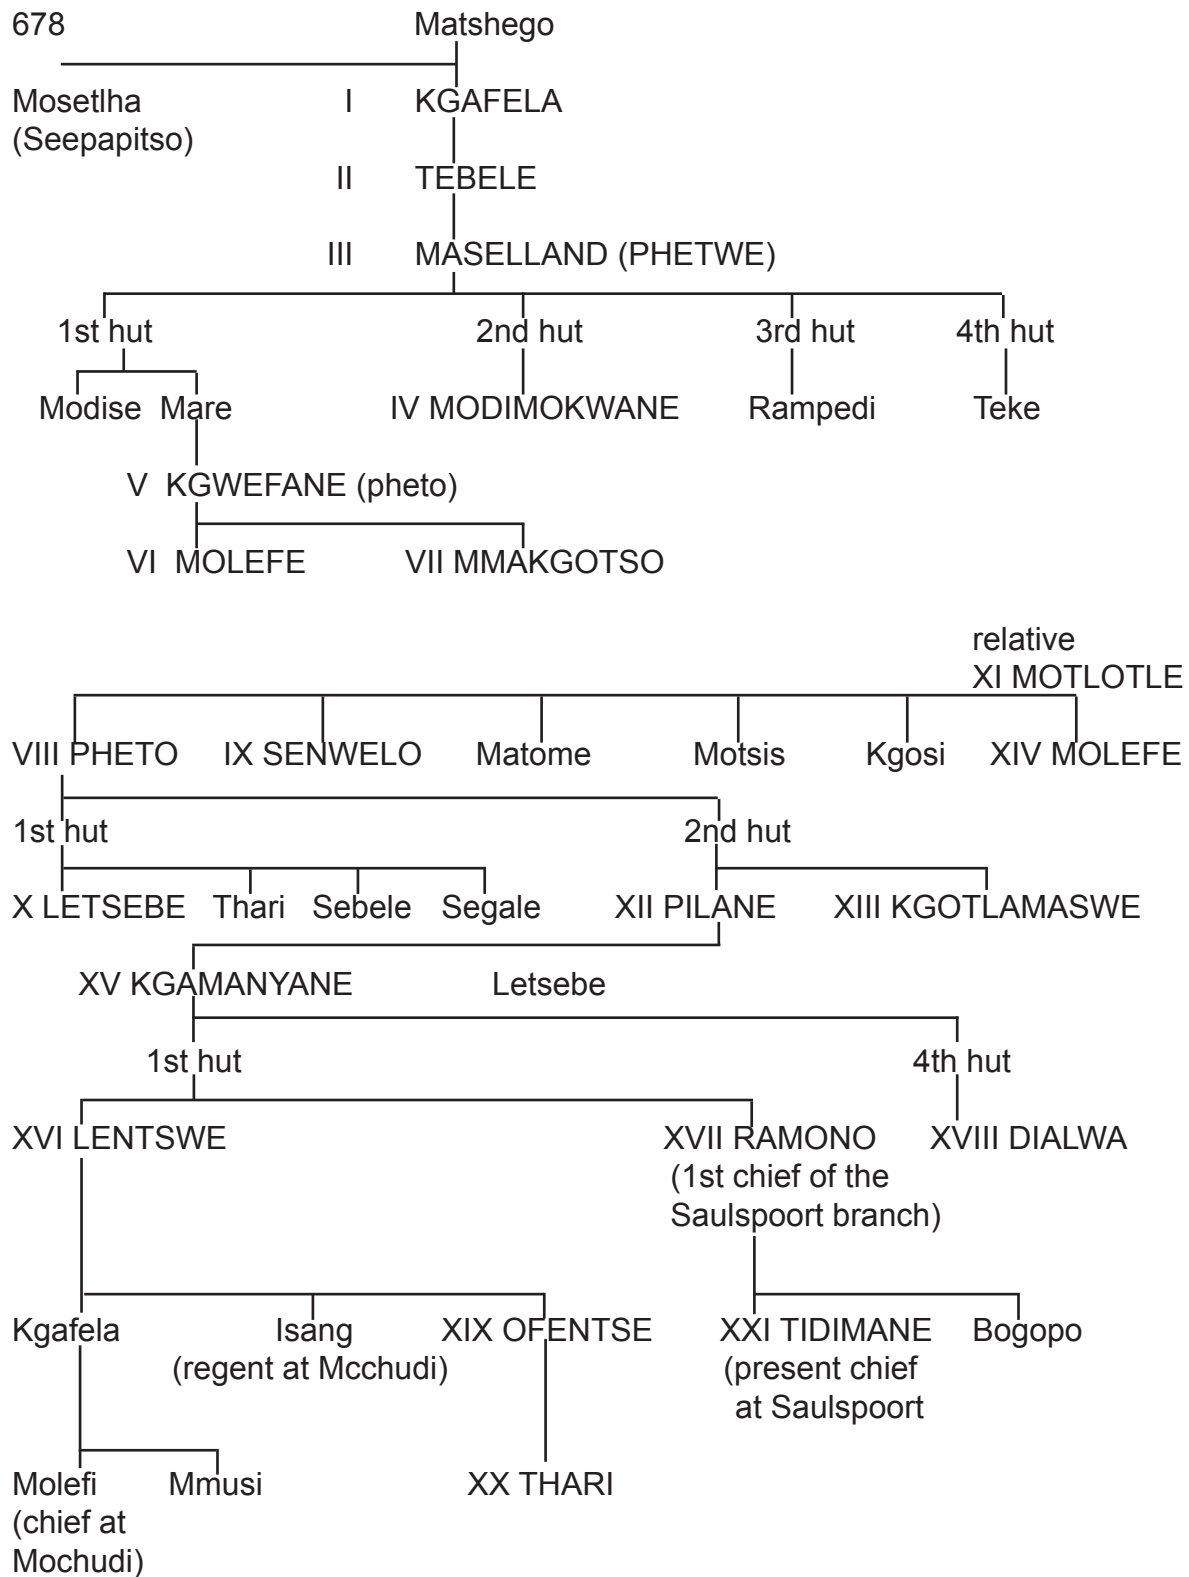 678 Matshego
Mosetlha I KGAFELA
(Seepapitso)
II TEBELE
III MASELLAND (PHETWE)
1st hut 2nd hut 3rd hut 4th hut
Modise Mare IV MODIMOKWANE Rampedi Teke
V KGWEFANE (pheto)
VI MOLEFE VII MMAKGOTSO
relative
XI MOTLOTLE
VIII PHETO IX SENWELO Matome Motsis Kgosi XIV MOLEFE
1st hut 2nd hut
X LETSEBE Thari Sebele Segale XII PILANE XIII KGOTLAMASWE
XV KGAMANYANE Letsebe
1st hut 4th hut
XVI LENTSWE XVII RAMONO XVIII DIALWA
(1st chief of the
Saulspoort branch)
Kgafela Isang XIX OFENTSE XXI TIDIMANE Bogopo
(regent at Mcchudi) (present chief
at Saulspoort
Molefi Mmusi XX THARI
(chief at
Mochudi)